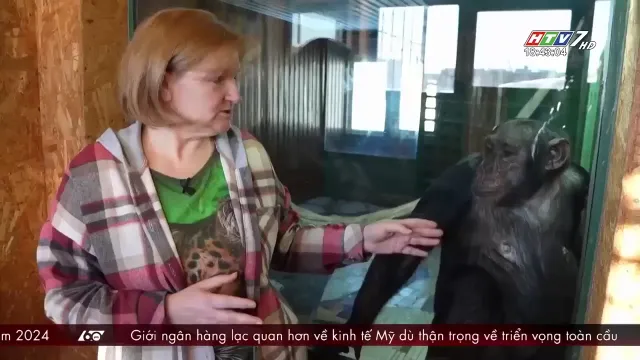 HTV7 HD
18:43:04
m 2024 60 Giới ngân hàng lạc quan hơn về kinh tế Mỹ dù thận trọng về triển vọng toàn cầu